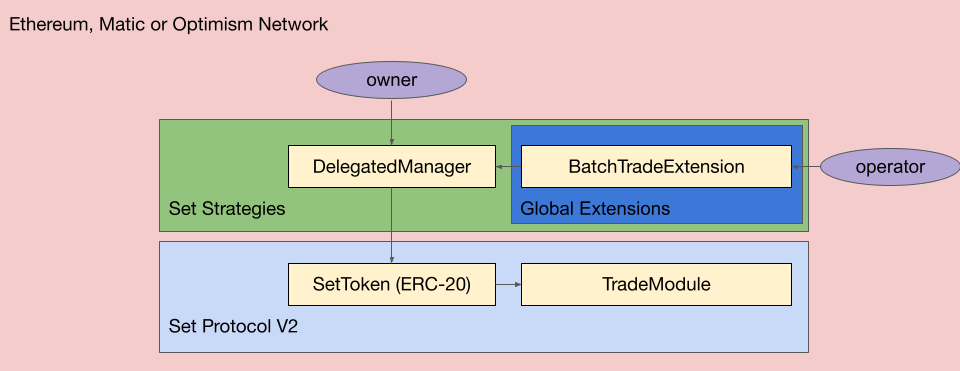 Ethereum, Matic or Optimism Network
owner
DelegatedManager
BatchTradeExtension
operator
Set Strategies
Global Extensions
SetToken (ERC-20)
TradeModule
Set Protocol V2